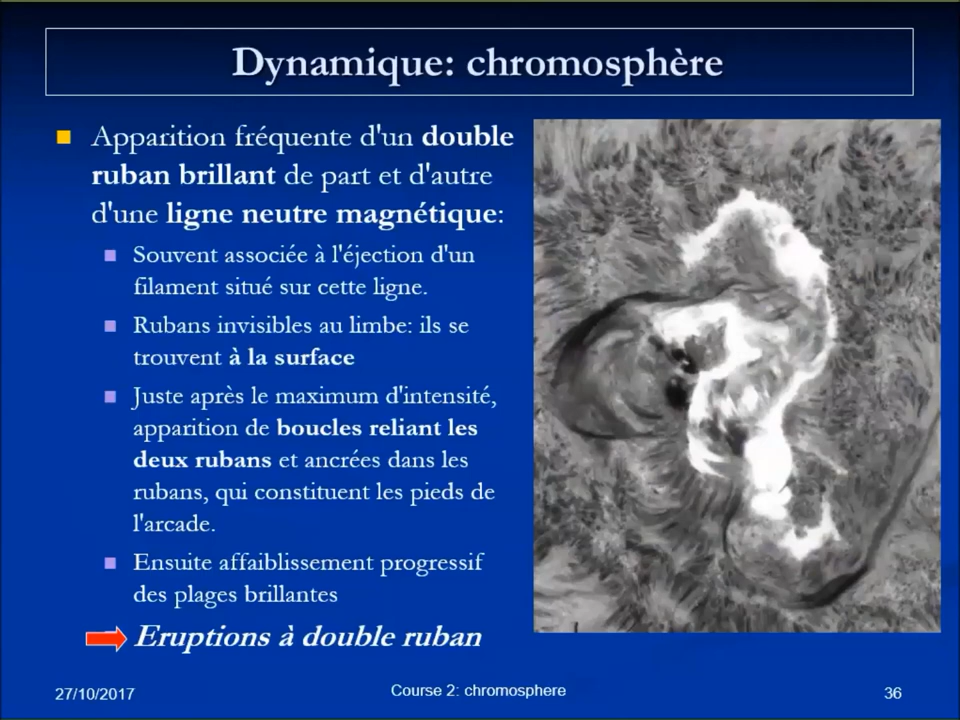 Dynamique: chromosphère
Apparition fréquente d'un double
ruban brillant de part et d'autre
d'une ligne neutre magnétique:
Souvent associée à l'éjection d'un
filament situé sur cette ligne.
Rubans invisibles au limbe: ils se
trouvent à la surface
Juste après le maximum d'intensité,
apparition de boucles reliant les
deux rubans et ancrées dans les
rubans, qui constituent les pieds de
l'arcade.
Ensuite affaiblissement progressif
des plages brillantes
Eruptions à double ruban
27/10/2017
Course 2: chromosphere
36